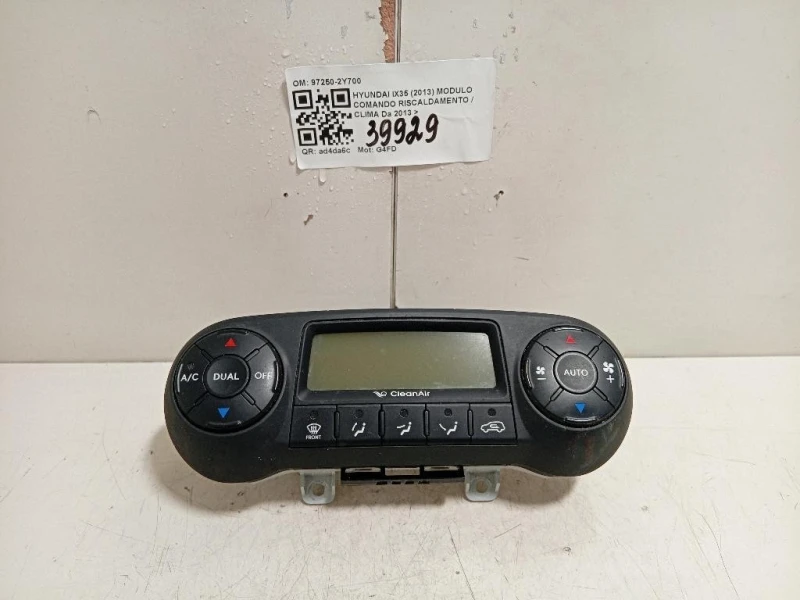 OM: 97250-2Y700
HYUNDAI IX35 (2013) MODULO
COMANDO RISCALDAMENTO /
CLIMA Da 2013 >
39929
QR: ad4da6c Mot: G4FD
A/C
DUAL
OFF
CleanAir
AUTO
- +
FRONT